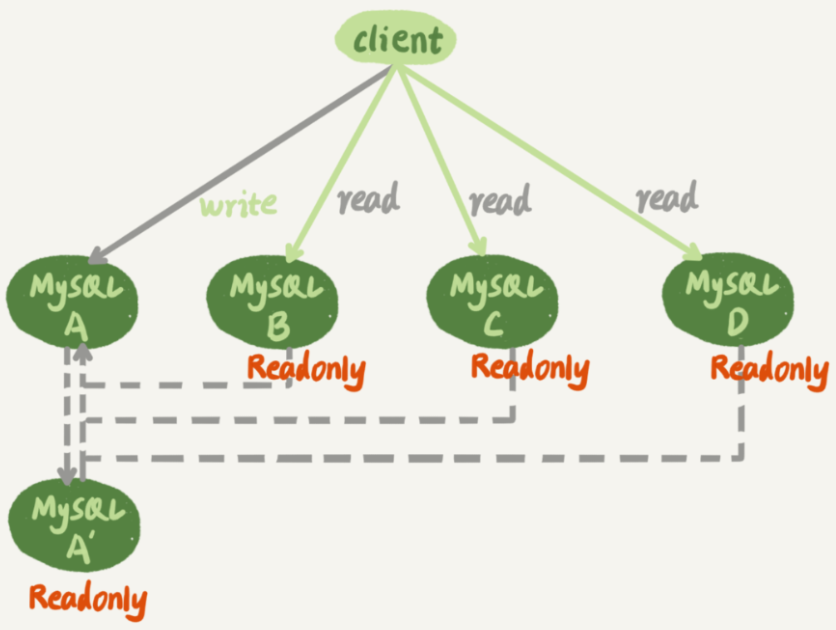 client
write
read
read
read
MySQL
A
MySQL
B
MySQL
C
MySQL
D
Readonly
Readonly
Readonly
MySQL
A'
Readonly